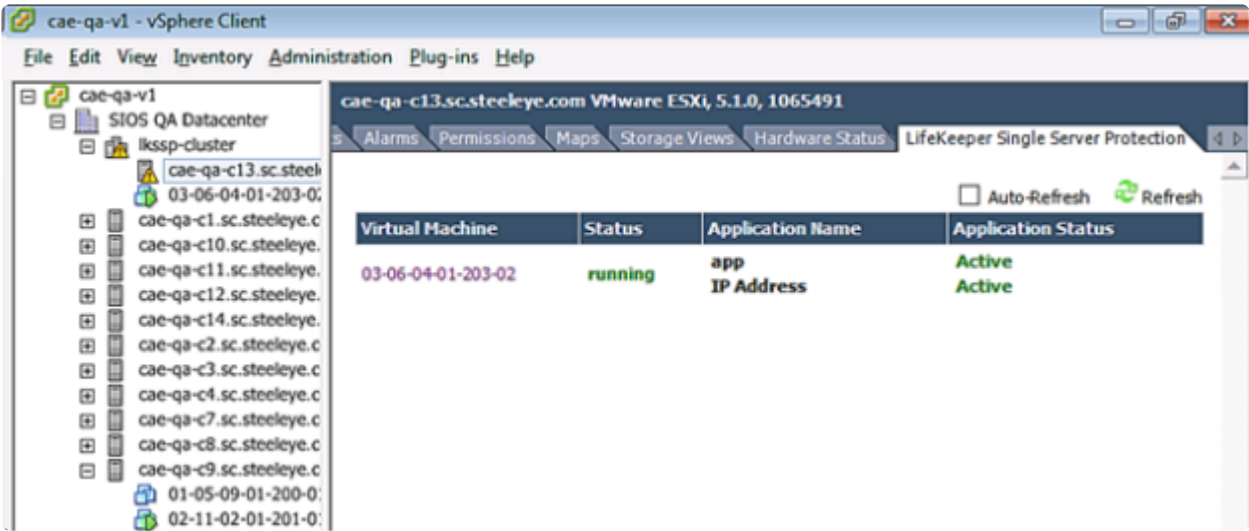 cae-qa-v1 - vSphere Client
File Edit View Inventory Administration Plug-ins Help
cae-qa-v1
SIOS QA Datacenter
lkssp-cluster
cae-qa-c13.sc.steel
03-06-04-01-203-02
cae-qa-c1.sc.steeleye.c
cae-qa-c10.sc.steeleye.
cae-qa-c11.sc.steeleye.
cae-qa-c12.sc.steeleye.
cae-qa-c14.sc.steeleye.
cae-qa-c2.sc.steeleye.c
cae-qa-c3.sc.steeleye.c
cae-qa-c4.sc.steeleye.c
cae-qa-c7.sc.steeleye.c
cae-qa-c8.sc.steeleye.c
cae-qa-c9.sc.steeleye.c
01-05-09-01-200-0
02-11-02-01-201-0
cae-qa-c13.sc.steeleye.com VMware ESXi, 5.1.0, 1065491
s Alarms Permissions Maps Storage Views Hardware Status LifeKeeper Single Server Protection
Auto-Refresh Refresh
Virtual Machine Status Application Name Application Status
03-06-04-01-203-02 running app Active
IP Address Active